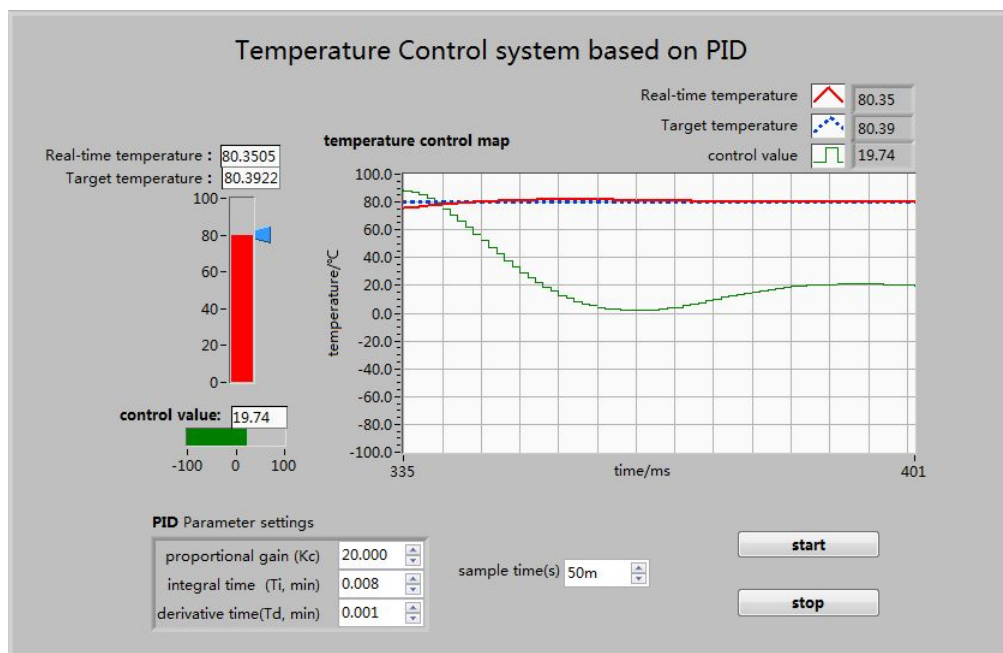 Temperature Control system based on PID
Real-time temperature 80.35
Target temperature 80.39
control value 19.74
temperature control map
Real-time temperature : 80.3505
Target temperature : 80.3922
100
80
60
40
20
0
control value: 19.74
-100 0 100
temperature/℃
100.0
80.0
60.0
40.0
20.0
0.0
-20.0
-40.0
-60.0
-80.0
-100.0
335 time/ms 401
PID Parameter settings
proportional gain (Kc) 20.000
integral time (Ti, min) 0.008
derivative time(Td, min) 0.001
sample time(s) 50m
start
stop